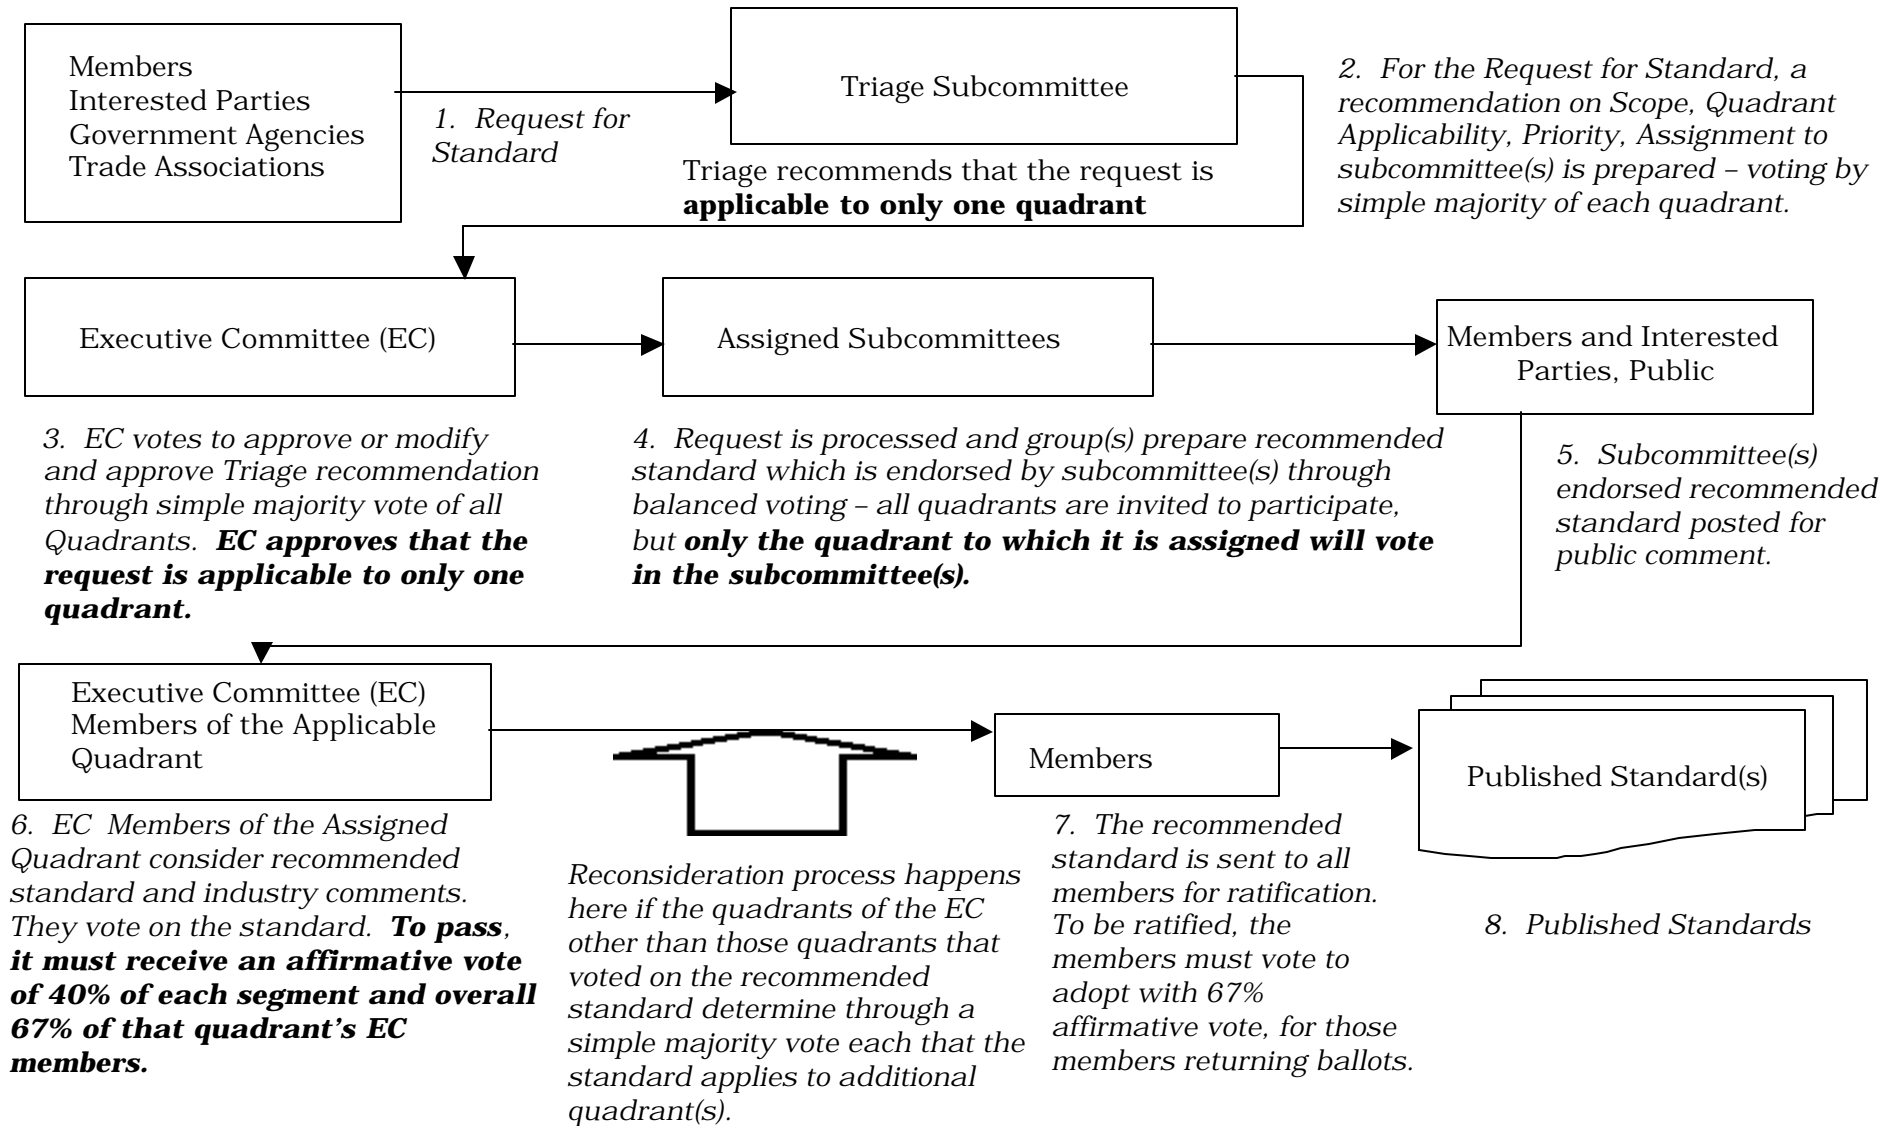 Members
Interested Parties
Government Agencies
Trade Associations
1. Request for
Standard
Triage Subcommittee
Triage recommends that the request is
applicable to only one quadrant
2. For the Request for Standard, a
recommendation on Scope, Quadrant
Applicability, Priority, Assignment to
subcommittee(s) is prepared – voting by
simple majority of each quadrant.
Executive Committee (EC)
Assigned Subcommittees
Members and Interested
Parties, Public
3. EC votes to approve or modify
and approve Triage recommendation
through simple majority vote of all
Quadrants. EC approves that the
request is applicable to only one
quadrant.
4. Request is processed and group(s) prepare recommended
standard which is endorsed by subcommittee(s) through
balanced voting – all quadrants are invited to participate,
but only the quadrant to which it is assigned will vote
in the subcommittee(s).
5. Subcommittee(s)
endorsed recommended
standard posted for
public comment.
Executive Committee (EC)
Members of the Applicable
Quadrant
Members
Published Standard(s)
6. EC Members of the Assigned
Quadrant consider recommended
standard and industry comments.
They vote on the standard. To pass,
it must receive an affirmative vote
of 40% of each segment and overall
67% of that quadrant's EC
members.
Reconsideration process happens
here if the quadrants of the EC
other than those quadrants that
voted on the recommended
standard determine through a
simple majority vote each that the
standard applies to additional
quadrant(s).
7. The recommended
standard is sent to all
members for ratification.
To be ratified, the
members must vote to
adopt with 67%
affirmative vote, for those
members returning ballots.
8. Published Standards